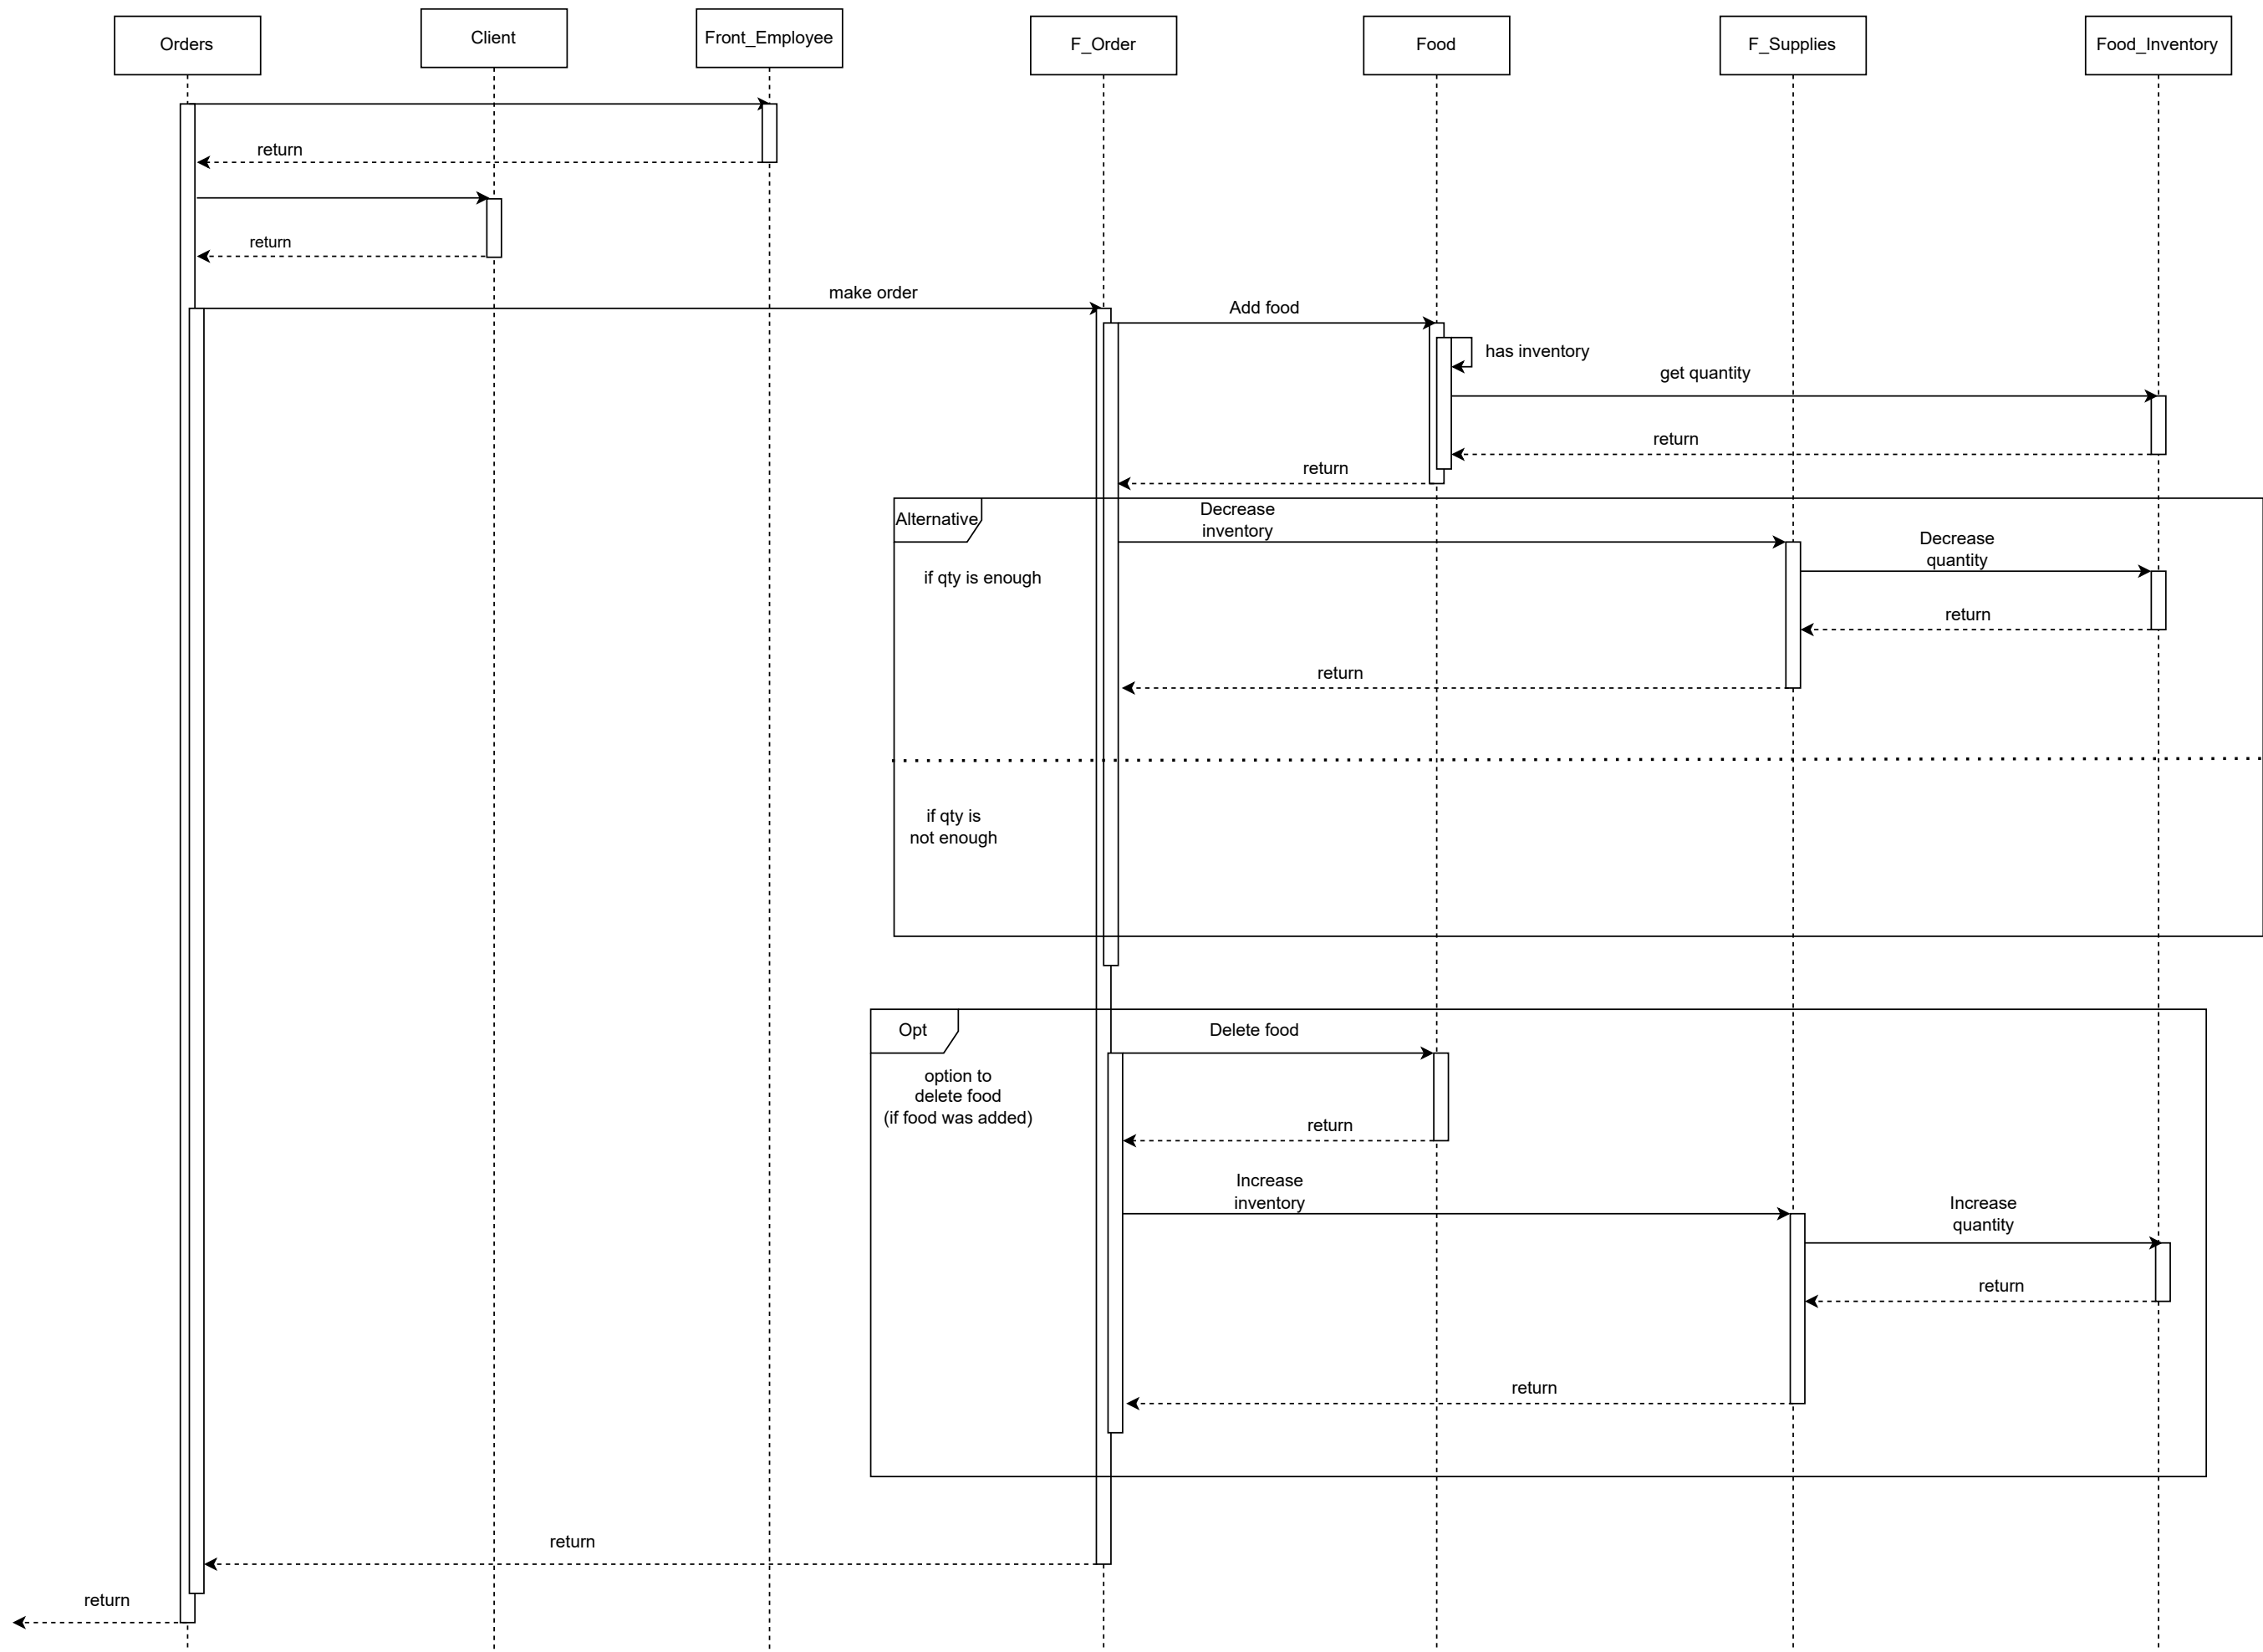 Orders
Client
Front_Employee
F_Order
Food
F_Supplies
Food_Inventory
return
return
make order
Add food
has inventory
get quantity
return
return
Alternative
Decrease
inventory
Decrease
quantity
if qty is enough
return
return
if qty is
not enough
Opt
Delete food
option to
delete food
(if food was added)
return
Increase
inventory
Increase
quantity
return
return
return
return